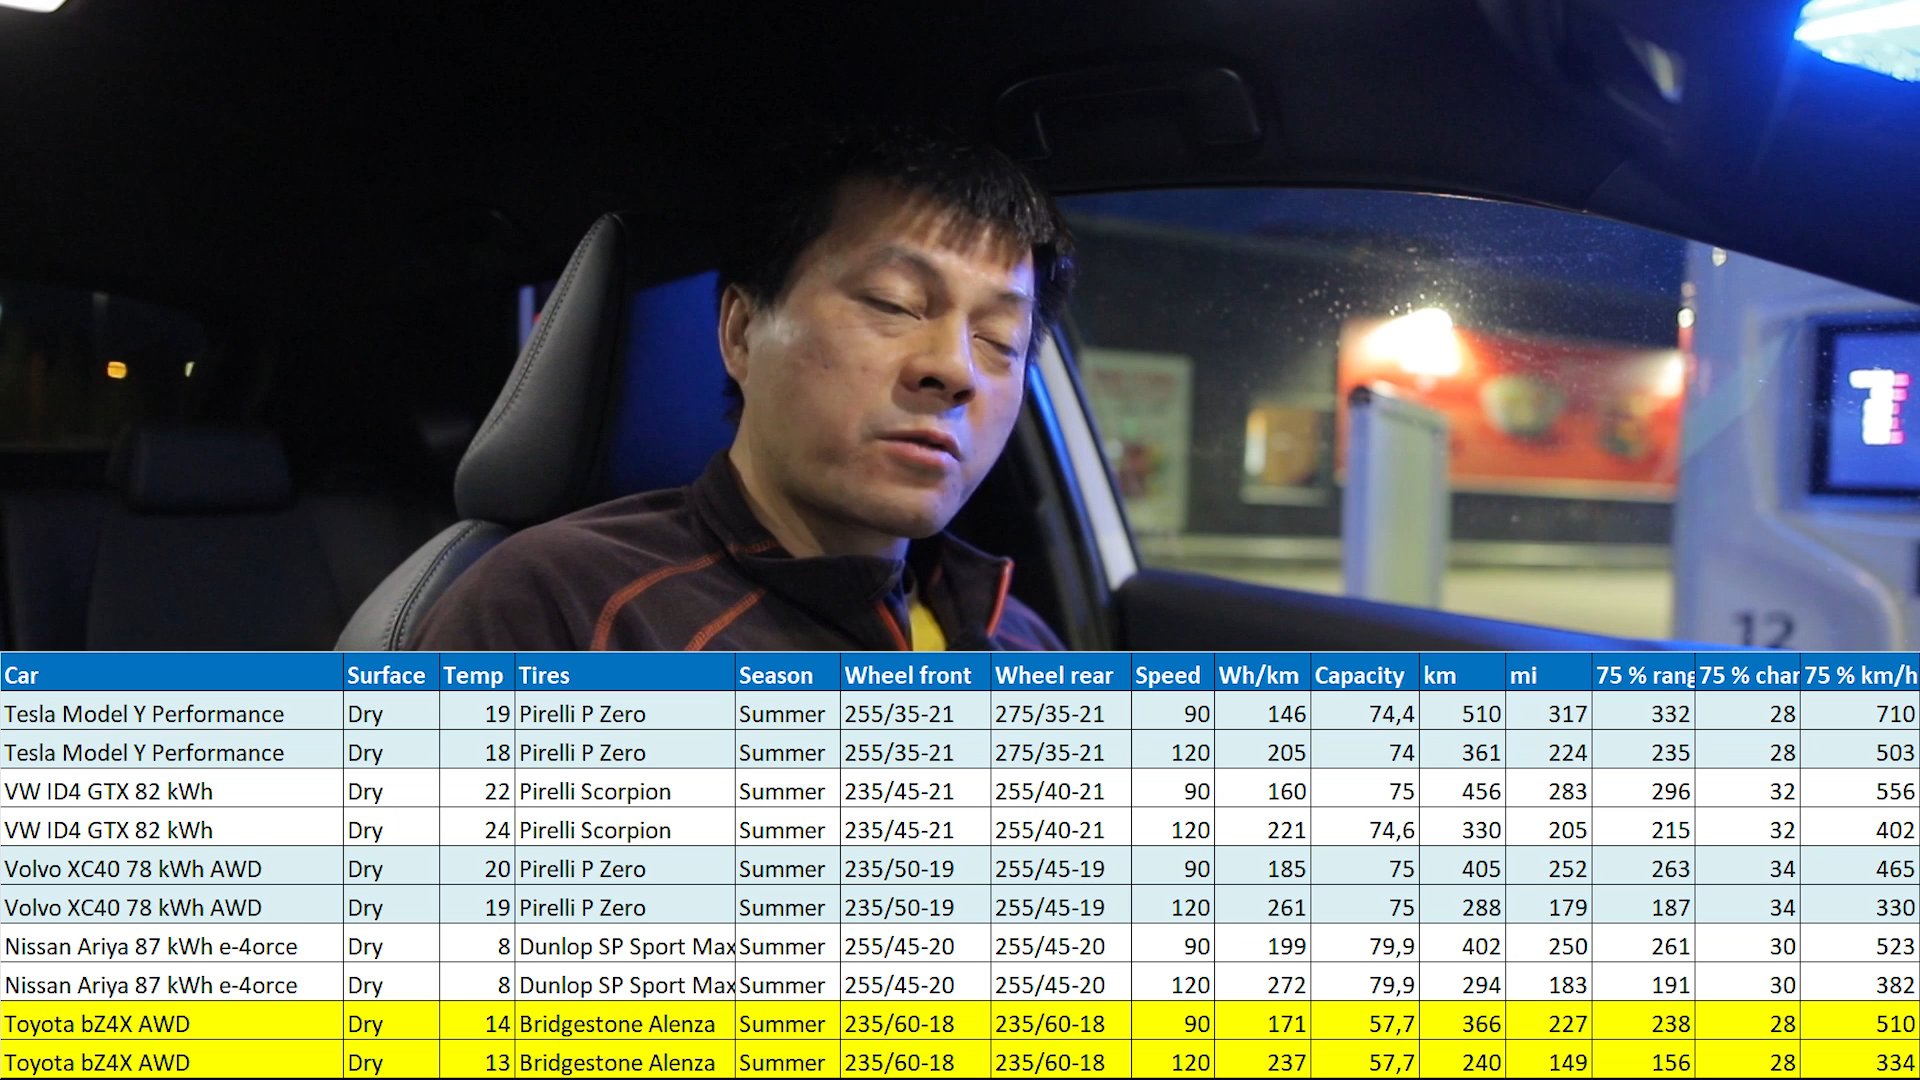 12
Car Surface Temp Tires Season Wheel front Wheel rear Speed Wh/km Capacity km mi 75 % rang 75 % char 75 % km/h
Tesla Model Y Performance Dry 19 Pirelli P Zero Summer 255/35-21 275/35-21 90 146 74,4 510 317 332 28 710
Tesla Model Y Performance Dry 18 Pirelli P Zero Summer 255/35-21 275/35-21 120 205 74 361 224 235 28 503
VW ID4 GTX 82 kWh Dry 22 Pirelli Scorpion Summer 235/45-21 255/40-21 90 160 75 456 283 296 32 556
VW ID4 GTX 82 kWh Dry 24 Pirelli Scorpion Summer 235/45-21 255/40-21 120 221 74,6 330 205 215 32 402
Volvo XC40 78 kWh AWD Dry 20 Pirelli P Zero Summer 235/50-19 255/45-19 90 185 75 405 252 263 34 465
Volvo XC40 78 kWh AWD Dry 19 Pirelli P Zero Summer 235/50-19 255/45-19 120 261 75 288 179 187 34 330
Nissan Ariya 87 kWh e-4orce Dry 8 Dunlop SP Sport Max Summer 255/45-20 255/45-20 90 199 79,9 402 250 261 30 523
Nissan Ariya 87 kWh e-4orce Dry 8 Dunlop SP Sport Max Summer 255/45-20 255/45-20 120 272 79,9 294 183 191 30 382
Toyota bZ4X AWD Dry 14 Bridgestone Alenza Summer 235/60-18 235/60-18 90 171 57,7 366 227 238 28 510
Toyota bZ4X AWD Dry 13 Bridgestone Alenza Summer 235/60-18 235/60-18 120 237 57,7 240 149 156 28 334